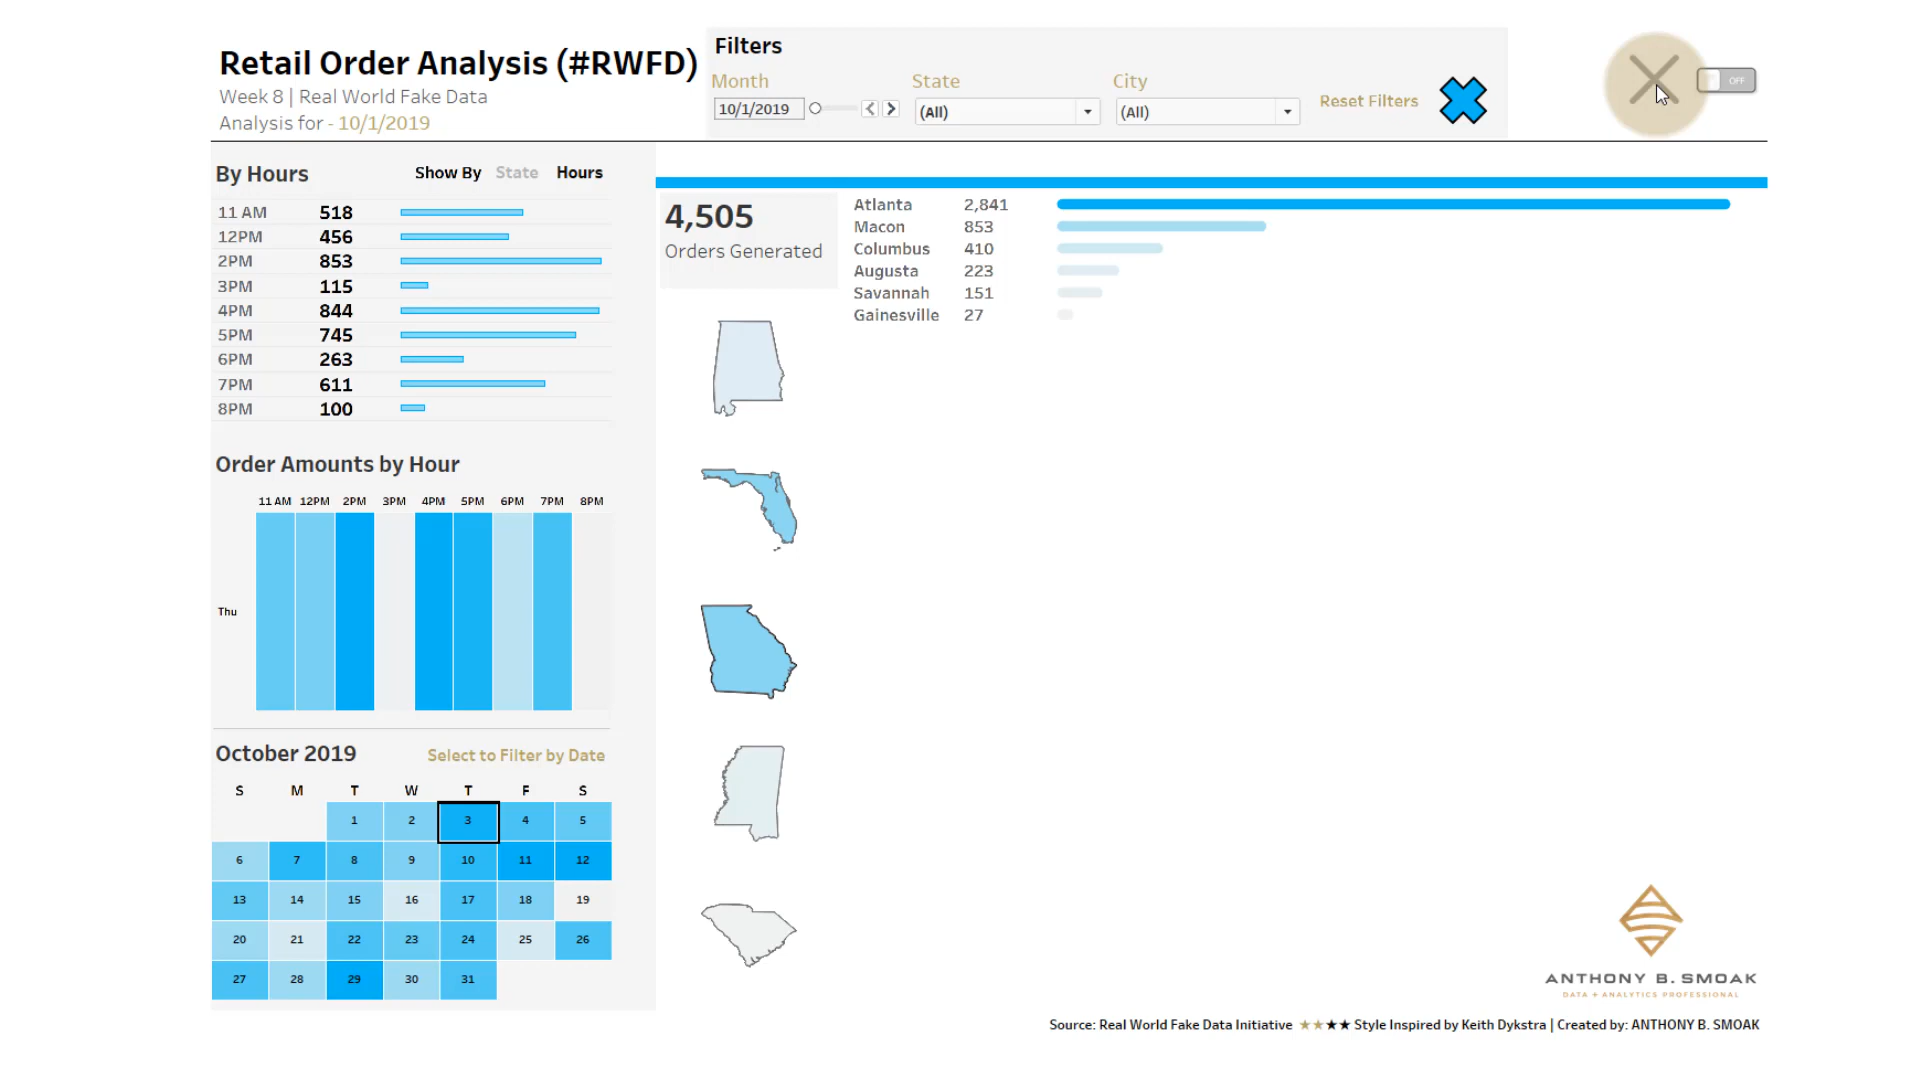 Retail Order Analysis (#RWFD)
Week 8 | Real World Fake Data
Analysis for - 10/1/2019
Filters
Month State City
10/1/2019 (All) (All)
Reset Filters
OFF
By Hours Show By State Hours
11 AM 518
12PM 456
2PM 853
3PM 115
4PM 844
5PM 745
6PM 263
7PM 611
8PM 100
4,505
Orders Generated
Atlanta 2,841
Macon 853
Columbus 410
Augusta 223
Savannah 151
Gainesville 27
Order Amounts by Hour
11 AM 12PM 2PM 3PM 4PM 5PM 6PM 7PM 8PM
Thu
October 2019 Select to Filter by Date
S M T W T F S
1 2 3 4 5
6 7 8 9 10 11 12
13 14 15 16 17 18 19
20 21 22 23 24 25 26
27 28 29 30 31
ANTHONY B. SMOAK
DATA + ANALYTICS PROFESSIONAL
Source: Real World Fake Data Initiative ★★★★ Style Inspired by Keith Dykstra | Created by: ANTHONY B. SMOAK